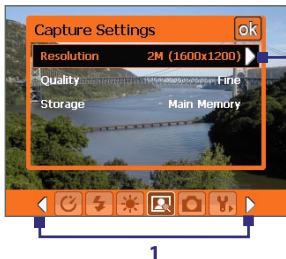 Capture Settings ok
Resolution 2M (1600x1200)
Quality Fine
Storage Main Memory
1